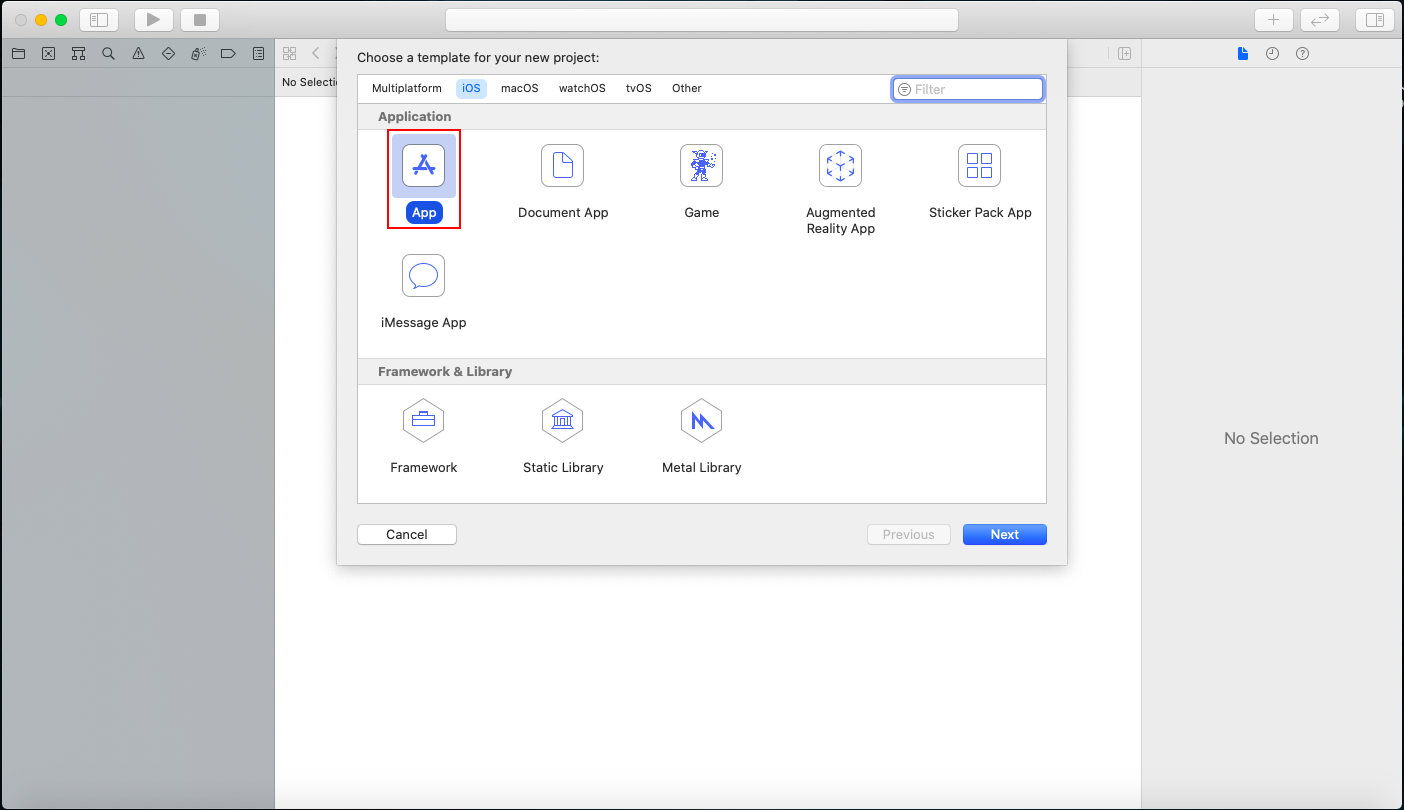 Choose a template for your new project:
No Selection
Multiplatform iOS macOS watchOS tvOS Other
Filter
Application
App
Document App
Game
Augmented
Reality App
Sticker Pack App
iMessage App
Framework & Library
Framework
Static Library
Metal Library
Cancel
Previous
Next
No Selection